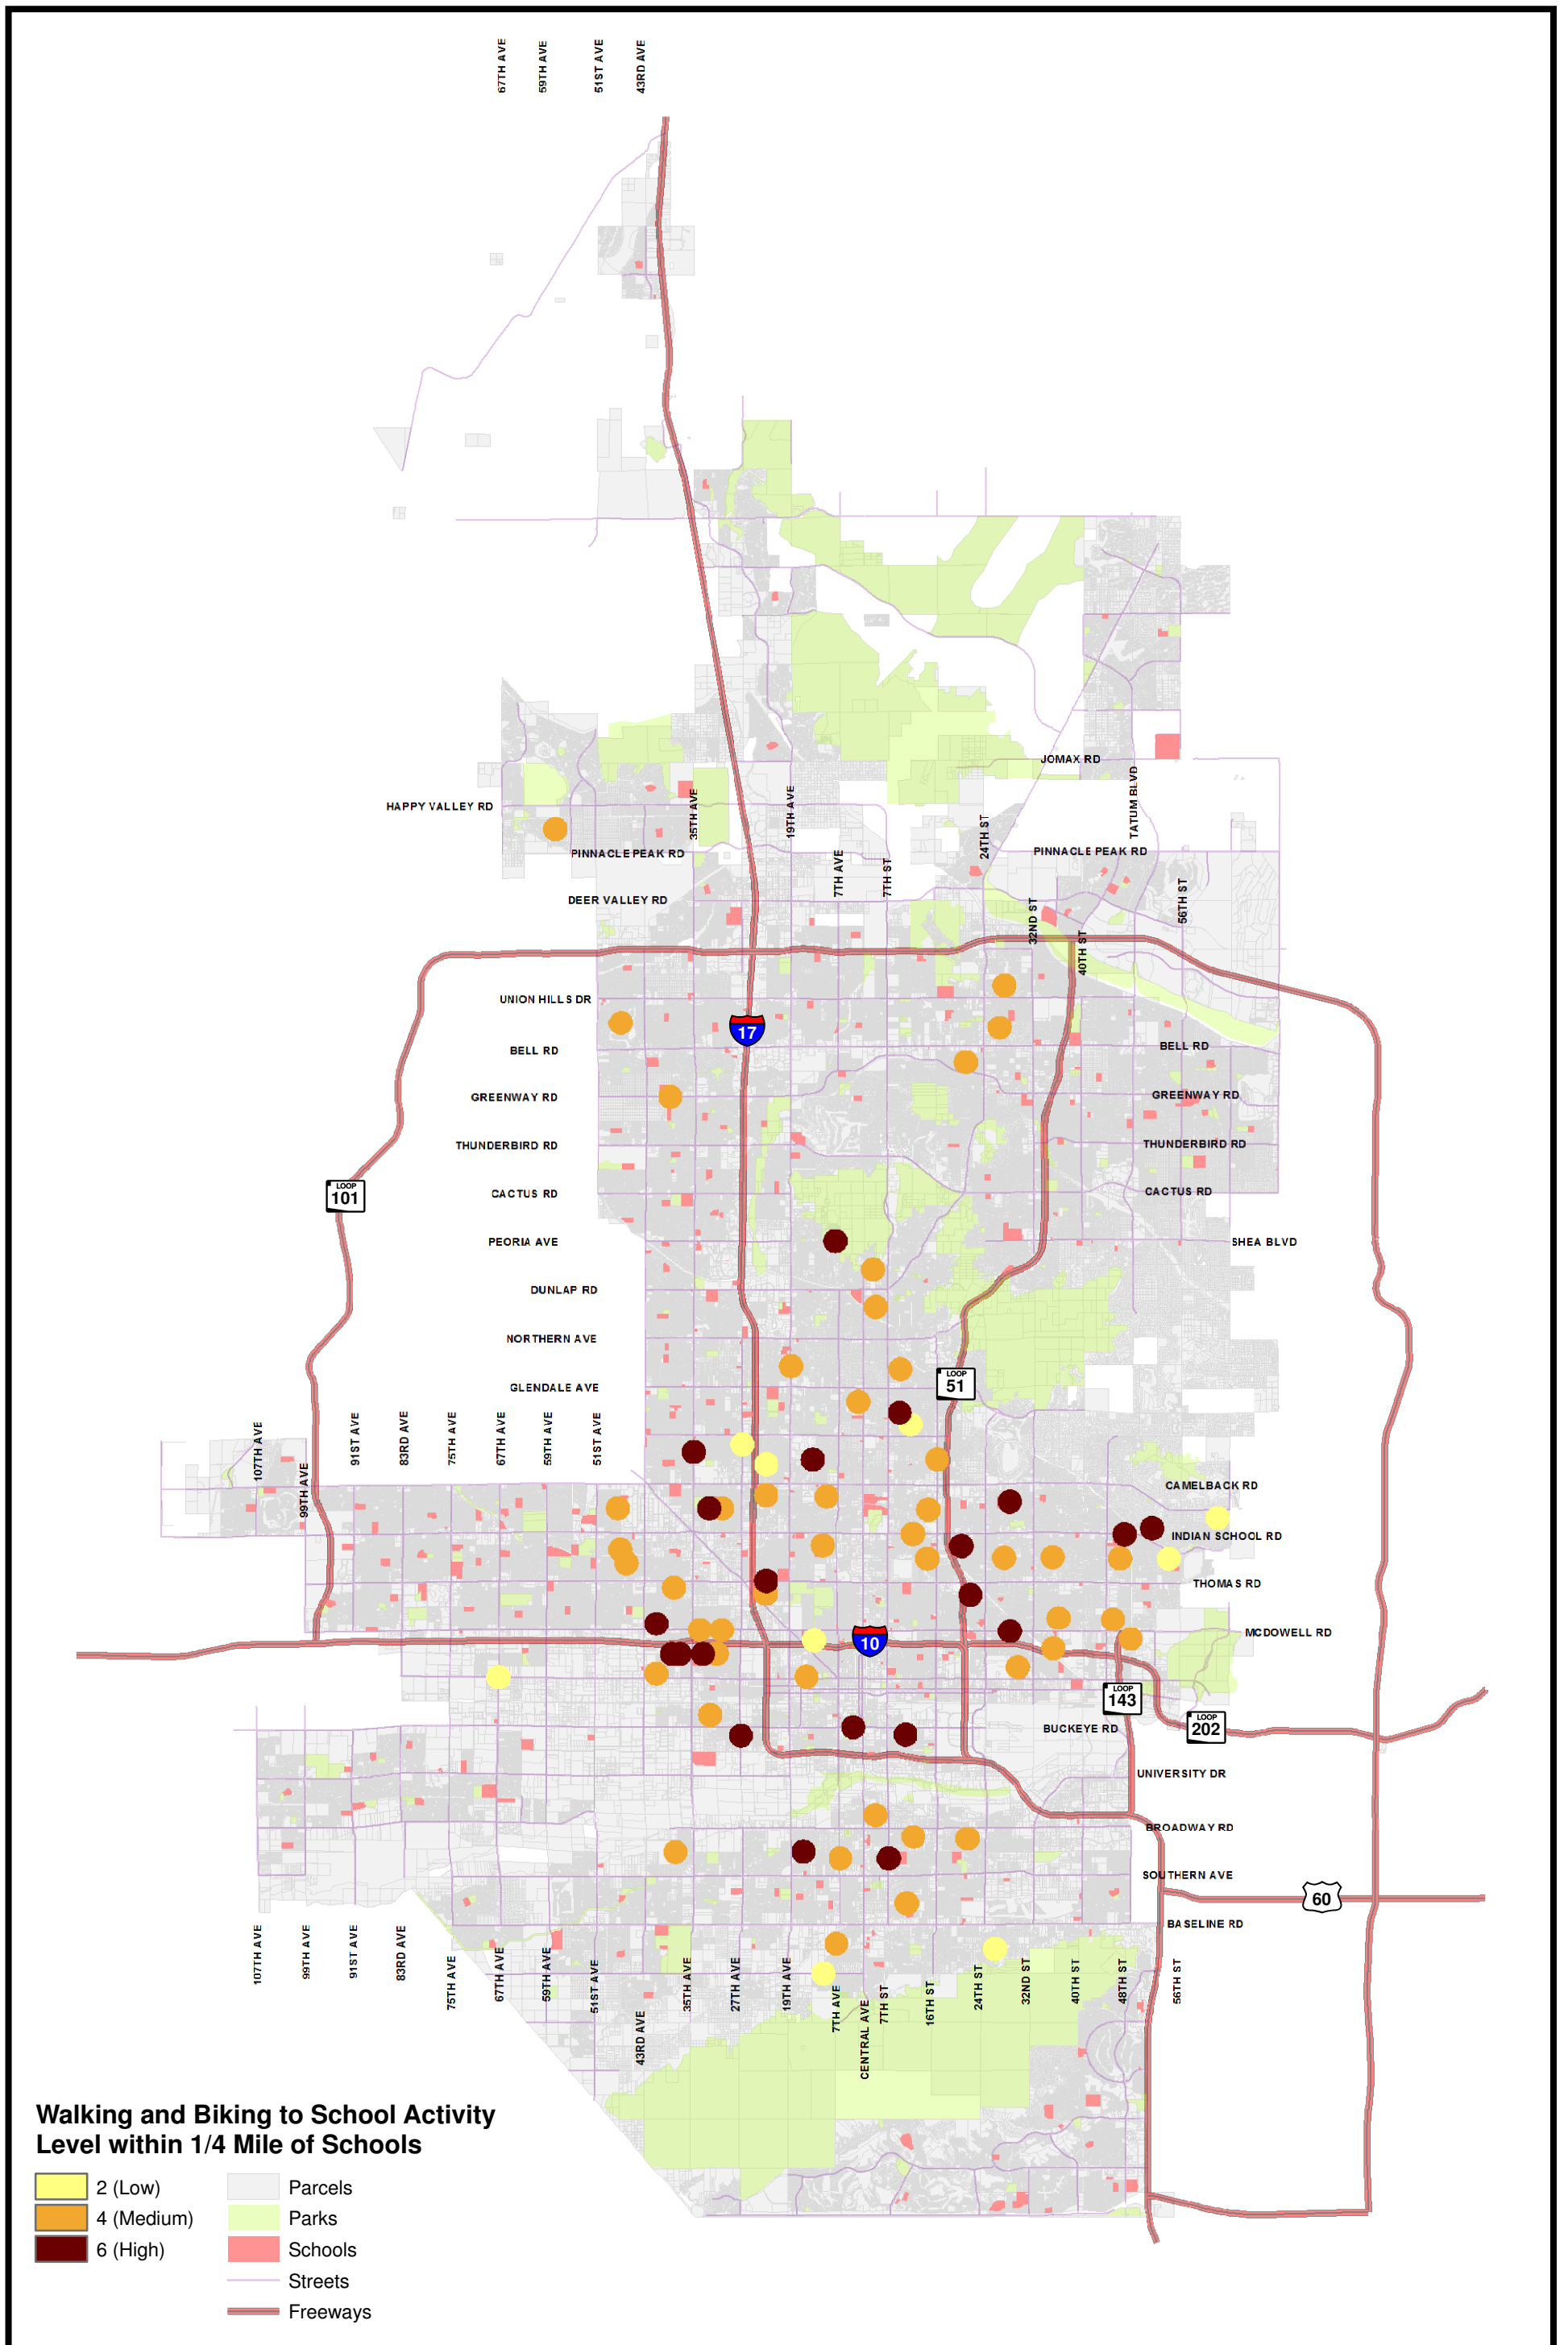 67TH AVE
59TH AVE
51ST AVE
43RD AVE
JOMAX RD
HAPPY VALLEY RD
35TH AVE
19TH AVE
TATUM BLVD
24TH ST
PINNACLE PEAK RD
PINNACLE PEAK RD
7TH AVE
7TH ST
56TH ST
DEER VALLEY RD
32ND ST
40TH ST
UNION HILLS DR
17
BELL RD
BELL RD
GREENWAY RD
GREENWAY RD
THUNDERBIRD RD
THUNDERBIRD RD
LOOP
101
CACTUS RD
CACTUS RD
PEORIA AVE
SHEA BLVD
DUNLAP RD
NORTHERN AVE
LOOP
51
GLENDALE AVE
107TH AVE
99TH AVE
91ST AVE
83RD AVE
75TH AVE
67TH AVE
59TH AVE
51ST AVE
CAMELBACK RD
INDIAN SCHOOL RD
THOMAS RD
MCDOWELL RD
10
LOOP
143
LOOP
202
BUCKEYE RD
UNIVERSITY DR
BROADWAY RD
SOUTHERN AVE
60
BASELINE RD
107TH AVE
99TH AVE
91ST AVE
83RD AVE
75TH AVE
67TH AVE
59TH AVE
51ST AVE
43RD AVE
35TH AVE
27TH AVE
19TH AVE
7TH AVE
CENTRAL AVE
7TH ST
16TH ST
24TH ST
32ND ST
40TH ST
48TH ST
56TH ST
Walking and Biking to School Activity
Level within 1/4 Mile of Schools
2 (Low)
4 (Medium)
6 (High)
Parcels
Parks
Schools
Streets
Freeways